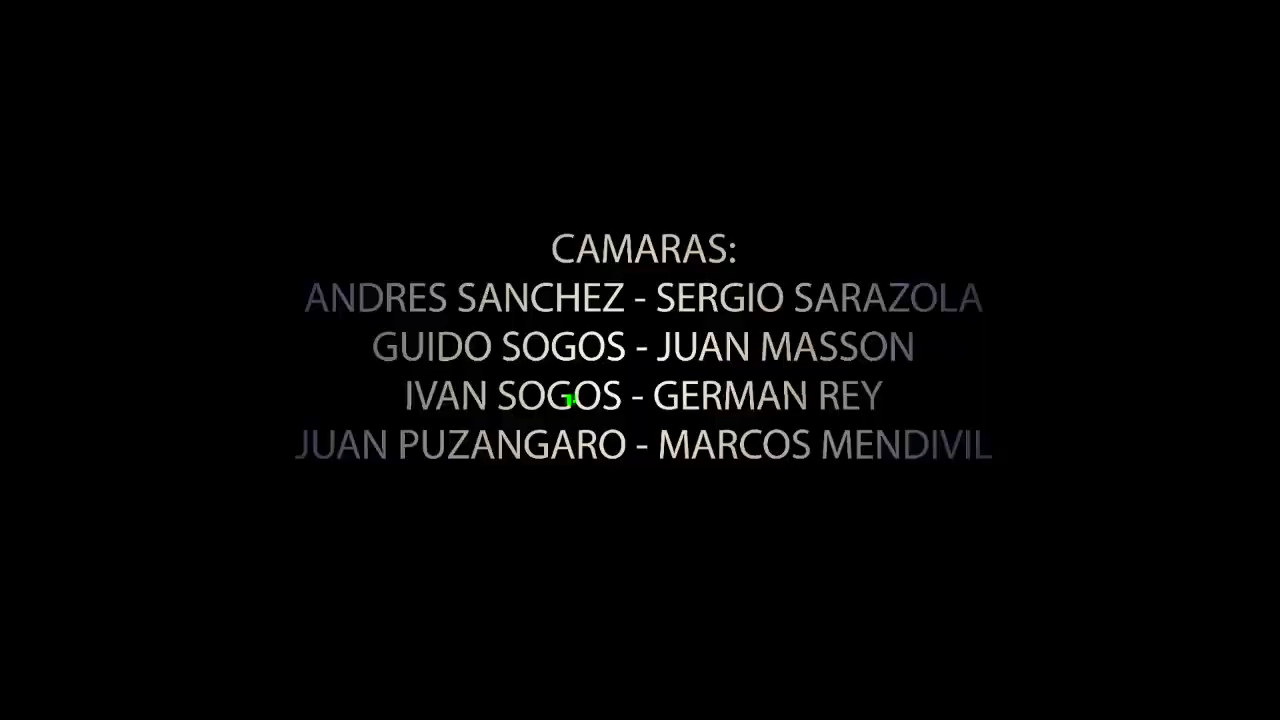 CAMARAS:
ANDRES SANCHEZ - SERGIO SARAZOLA
GUIDO SOGOS - JUAN MASSON
IVAN SOGOS - GERMAN REY
JUAN PUZANGARO - MARCOS MENDIVIL